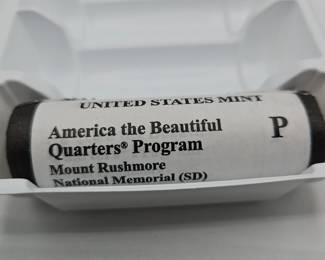 UNITED STATES MINT
America the Beautiful
Quarters® Program
P
Mount Rushmore
National Memorial (SD)